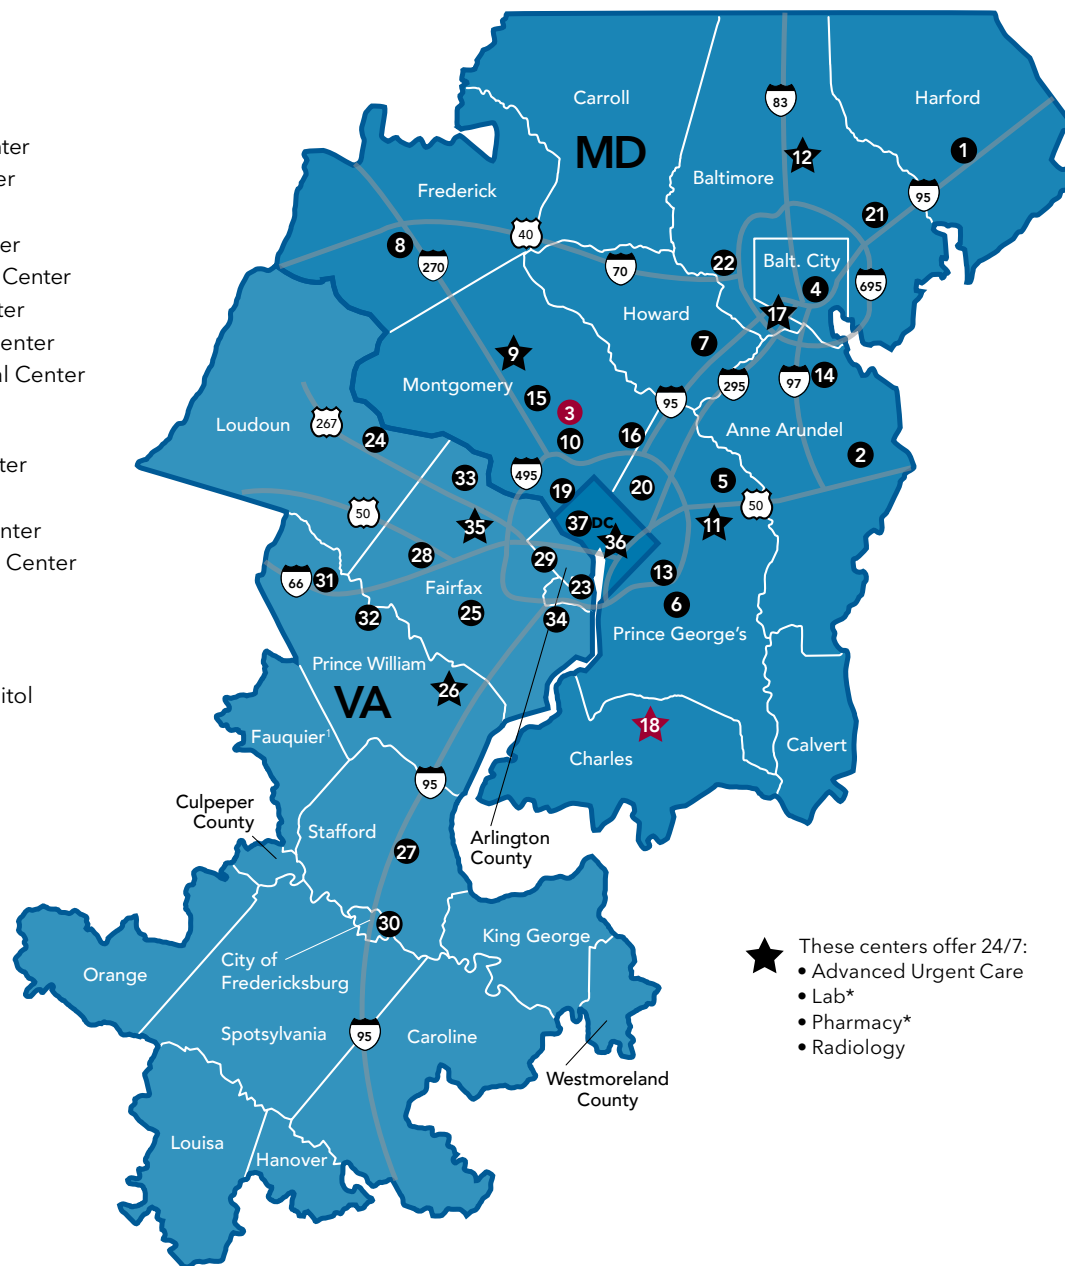 ter
er
er
Center
ter
enter
al Center
ter
nter
Center
itol
Carroll
83
Harford
MD
12
1
Baltimore
Frederick
95
21
40
8
270
70
22
Balt. City
4
695
17
Howard
7
9
Montgomery
295
97
14
15
95
3
Loudoun
267
24
10
16
Anne Arundel
2
33
495
19
20
5
50
50
35
37
DC
36
11
28
29
13
66
31
Fairfax
23
32
25
34
6
Prince George's
Prince William
26
VA
18
Fauquier¹
Charles
Calvert
95
Culpeper
County
Stafford
27
Arlington
County
30
King George
City of
Fredericksburg
Orange
Spotsylvania
95
Caroline
Westmoreland
County
Louisa
Hanover
These centers offer 24/7:
• Advanced Urgent Care
• Lab*
• Pharmacy*
• Radiology